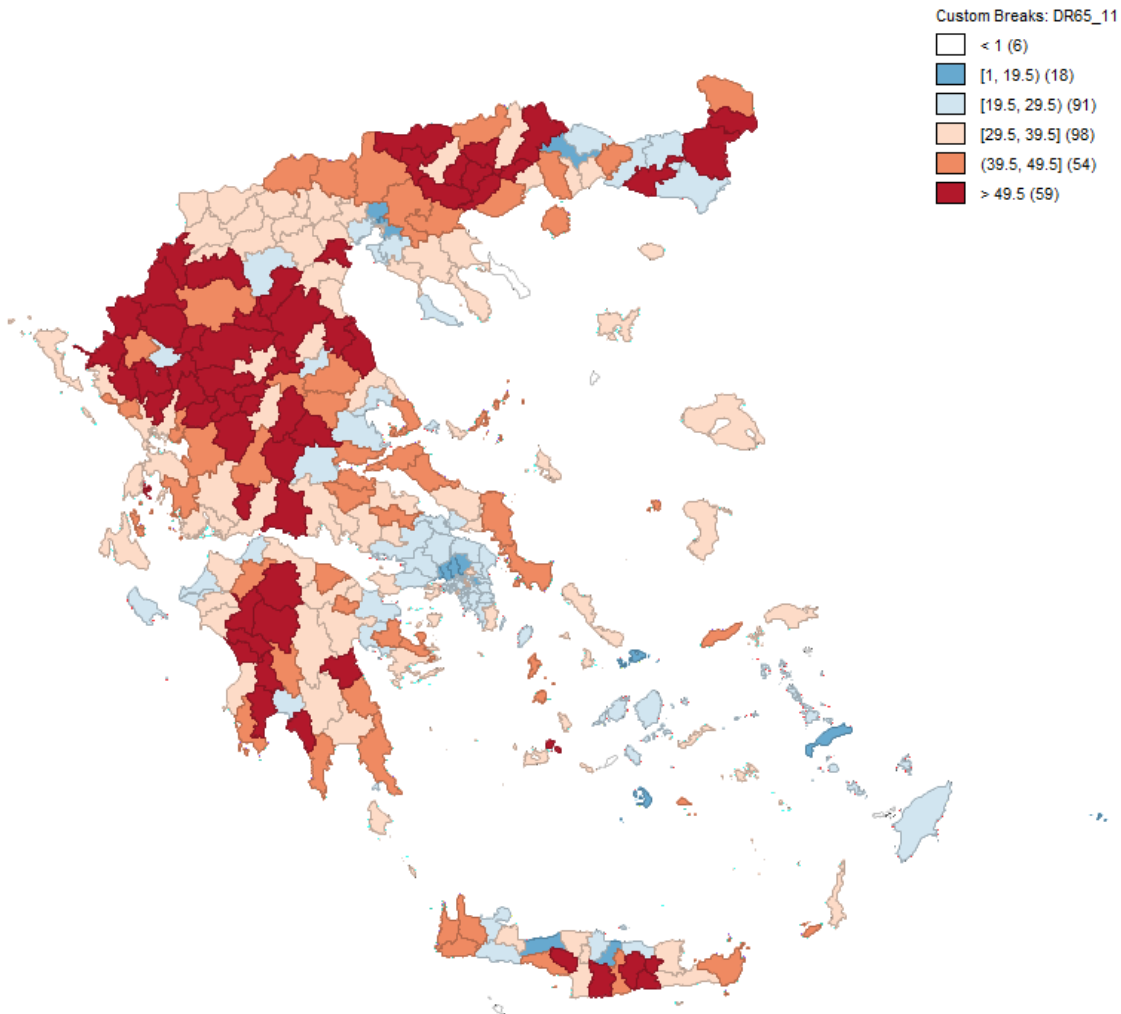 Custom Breaks: DR65_11
< 1 (6)
[1, 19.5) (18)
[19.5, 29.5) (91)
[29.5, 39.5] (98)
(39.5, 49.5] (54)
> 49.5 (59)